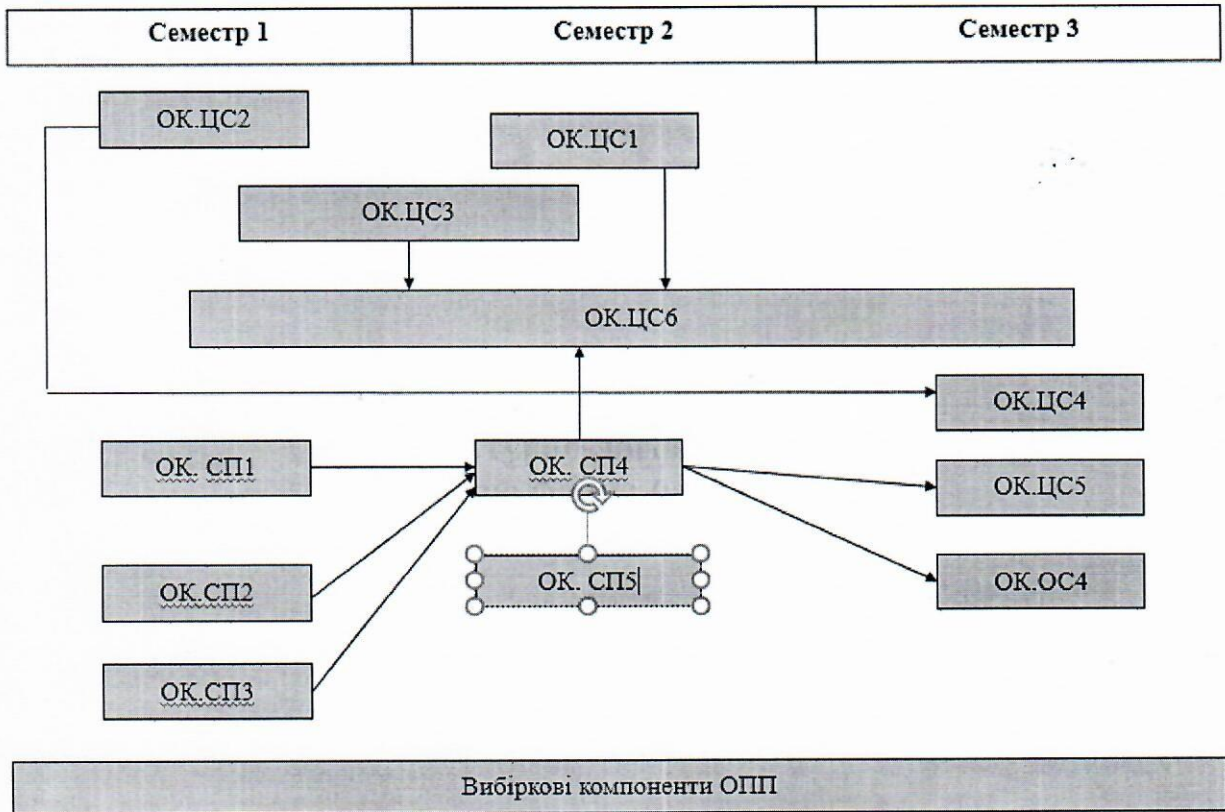 Семестр 1
Семестр 2
Семестр 3
ОК.ЦС2
ОК.ЦС1
ОК.ЦС3
ОК.ЦС6
ОК.ЦС4
ОК. СП1
ОК. СП4
ОК.ЦС5
ОК.СП2
ОК. СП5
ОК.ОС4
ОК.СП3
Вибіркові компоненти ОПП